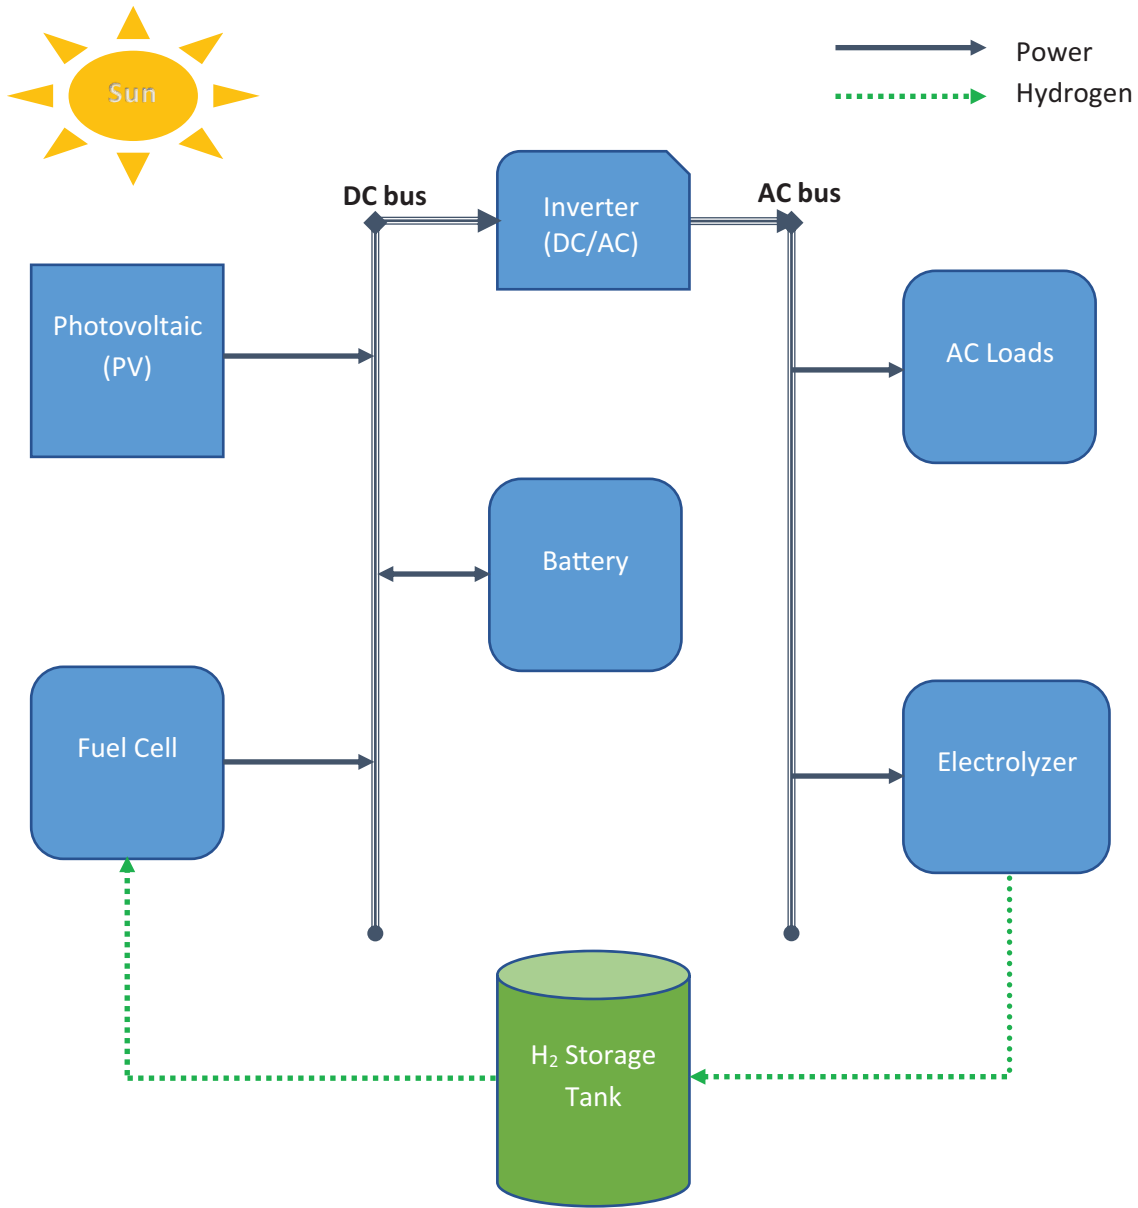 Sun
Power
Hydrogen
DC bus
Inverter
(DC/AC)
AC bus
Photovoltaic
(PV)
AC Loads
Battery
Fuel Cell
Electrolyzer
H₂ Storage
Tank